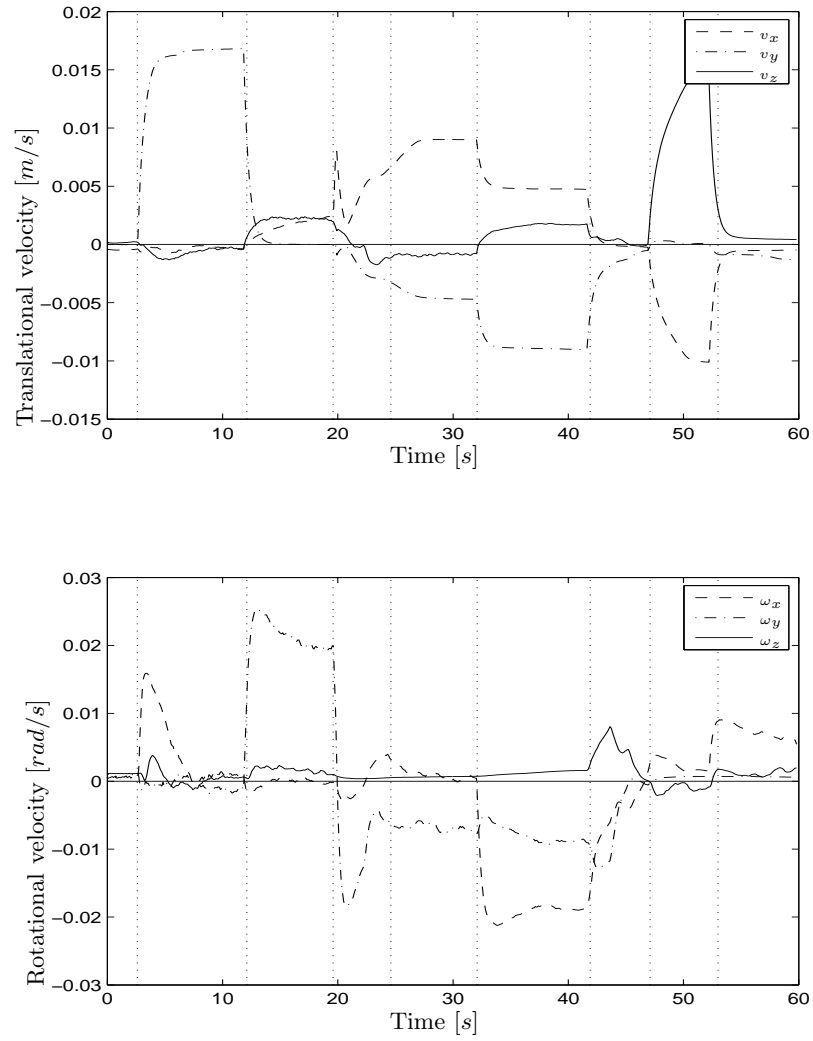 0.02
0.015
0.01
0.005
0
−0.005
−0.01
−0.015
Translational velocity [m/s]
0 10 20 30 40 50 60
Time [s]
v_x
v_y
v_z
0.03
0.02
0.01
0
−0.01
−0.02
−0.03
Rotational velocity [rad/s]
0 10 20 30 40 50 60
Time [s]
ω_x
ω_y
ω_z